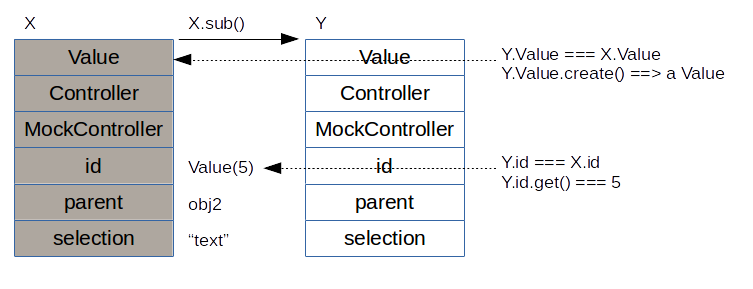 X X.sub() Y
Value Value Y.Value === X.Value
Y.Value.create() ==> a Value
Controller Controller
MockController MockController
id Value(5) id Y.id === X.id
Y.id.get() === 5
parent obj2 parent
selection “text” selection